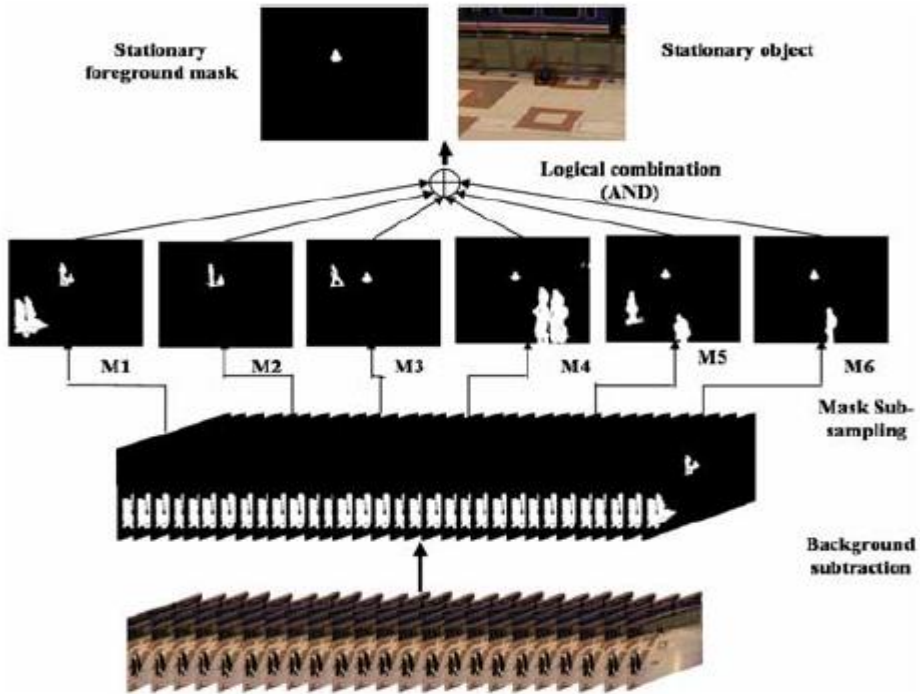 Stationary
foreground mask
Stationary object
Logical combination
(AND)
M1
M2
M3
M4
M5
M6
Mask Sub-
sampling
Background
subtraction